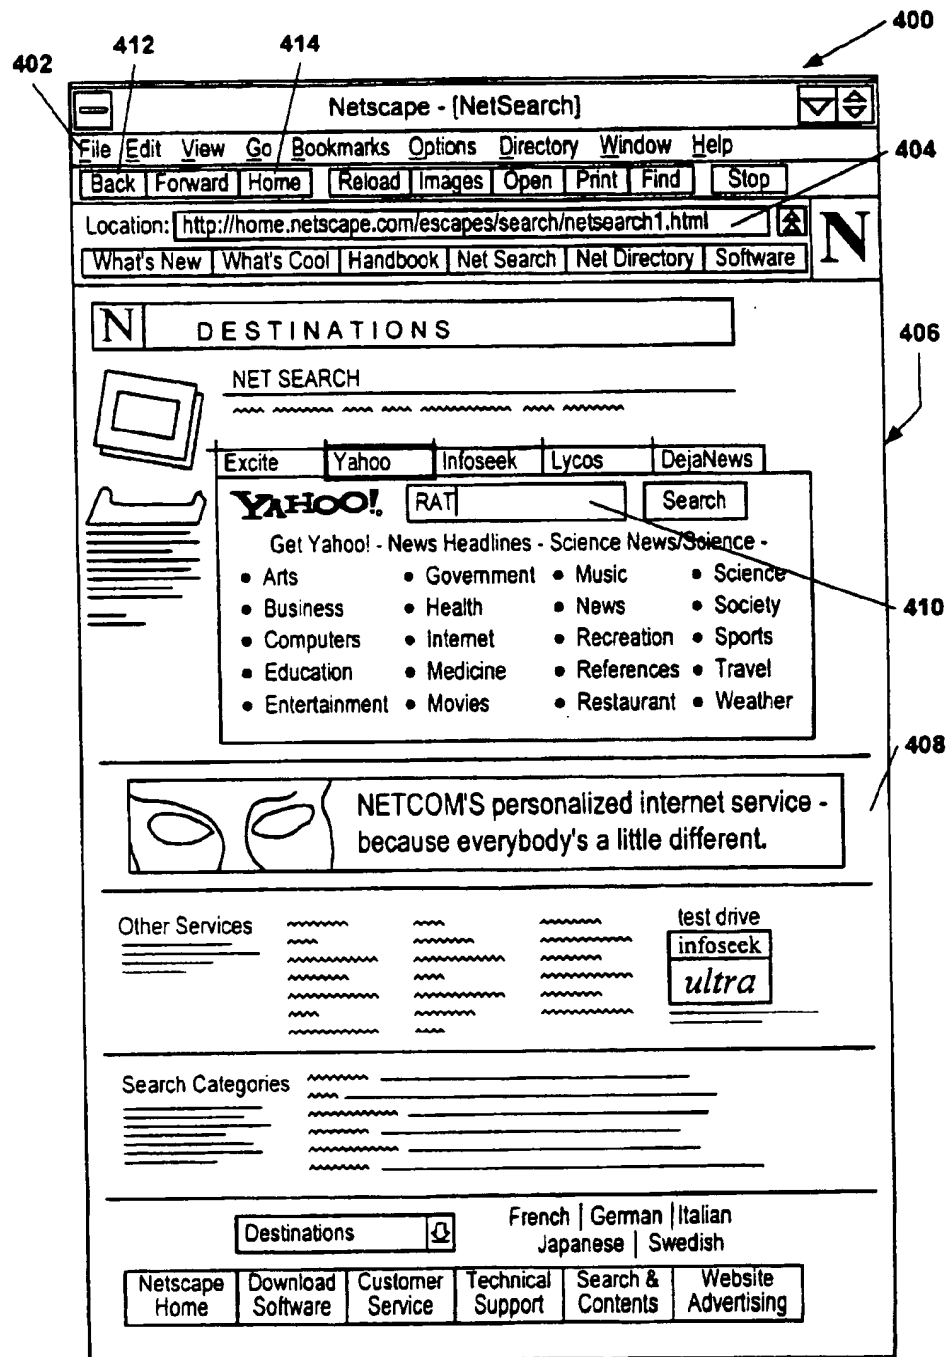 400
412 414
402
Netscape - [NetSearch]
File Edit View Go Bookmarks Options Directory Window Help
404
Back Forward Home Reload Images Open Print Find Stop
Location: http://home.netscape.com/escapes/search/netsearch1.html
N
What's New What's Cool Handbook Net Search Net Directory Software
N DESTINATIONS
406
NET SEARCH
Excite Yahoo Infoseek Lycos DejaNews
YAHOO! RAT Search
Get Yahoo! - News Headlines - Science News/Science -
• Arts • Government • Music • Science
• Business • Health • News • Society
410
• Computers • Internet • Recreation • Sports
• Education • Medicine • References • Travel
• Entertainment • Movies • Restaurant • Weather
408
NETCOM'S personalized internet service -
because everybody's a little different.
Other Services
test drive
infoseek
ultra
Search Categories
Destinations
French | German | Italian
Japanese | Swedish
Netscape Home
Download Software
Customer Service
Technical Support
Search & Contents
Website Advertising